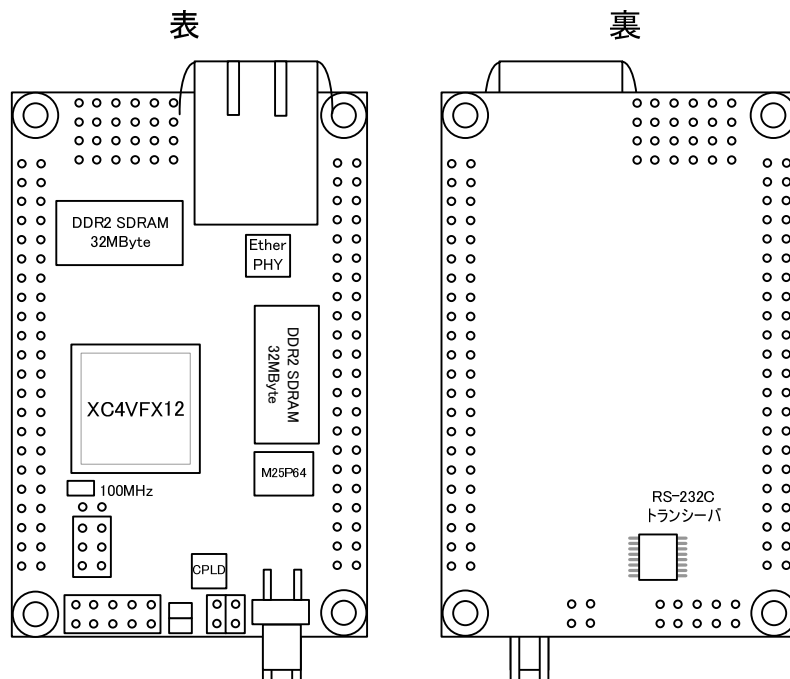 表
裏
DDR2 SDRAM
32MByte
Ether
PHY
DDR2 SDRAM
32MByte
XC4VFX12
M25P64
100MHz
CPLD
RS-232C
トランシーバ